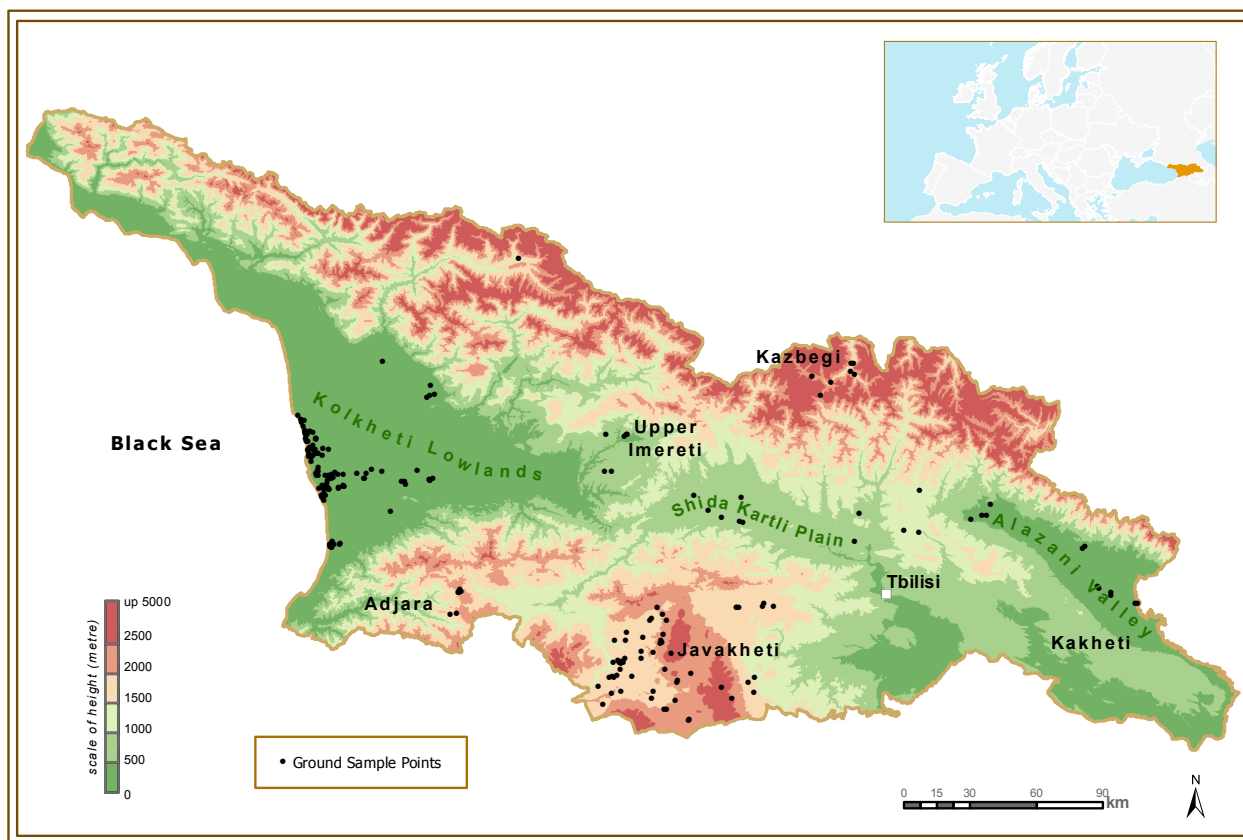 Kazbegi
Kolkheti Lowlands
Upper
Imereti
Black Sea
Shida Kartli Plain
Alazani Valley
Tbilisi
Adjara
Javakheti
Kakheti
scale of height (metre)
up 5000
2500
2000
1500
1000
500
0
Ground Sample Points
N
0 15 30 60 90
km